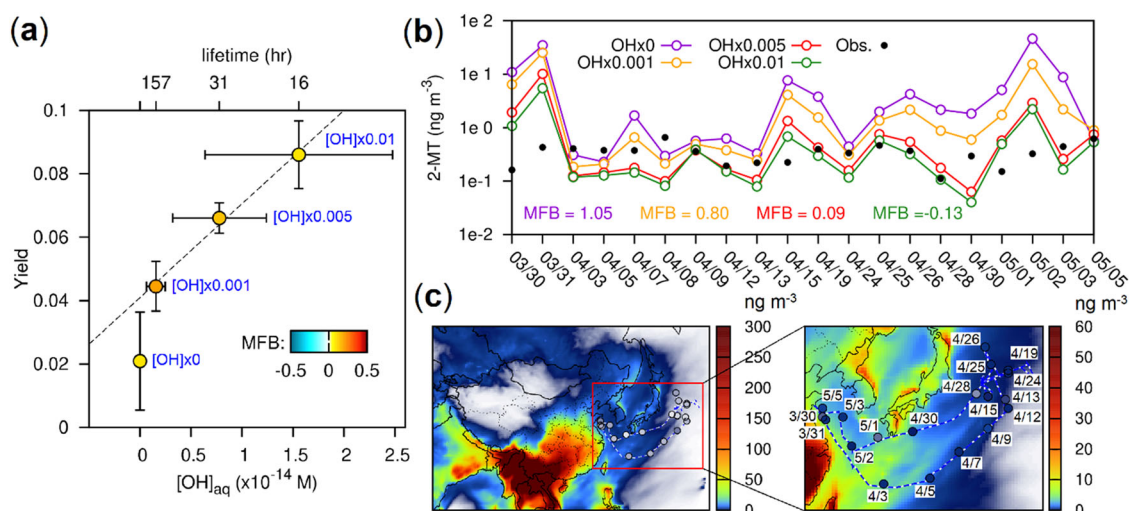 (a)
lifetime (hr)
157 31 16
0.1
0.08
0.06
0.04
0.02
0
Yield
[OH]x0.01
[OH]x0.005
[OH]x0.001
[OH]x0
MFB:
-0.5 0 0.5
0 0.5 1 1.5 2 2.5
[OH]aq (x10-14 M)
(b)
1e 2
1e 1
1e 0
1e-1
1e-2
2-MT (ng m-3)
OHx0 OHx0.005 Obs.
OHx0.001 OHx0.01
MFB = 1.05 MFB = 0.80 MFB = 0.09 MFB = -0.13
03/30 03/31 04/03 04/05 04/07 04/08 04/09 04/12 04/13 04/15 04/19 04/24 04/25 04/26 04/28 04/30 05/01 05/02 05/03 05/05
(c)
ng m-3
300
250
200
150
100
50
0
ng m-3
60
50
40
30
20
10
0
4/26
4/19
4/25
4/24
4/28
4/13
4/15
4/12
5/5
5/3
4/30
3/30
5/1
3/31
4/9
5/2
4/7
4/3
4/5